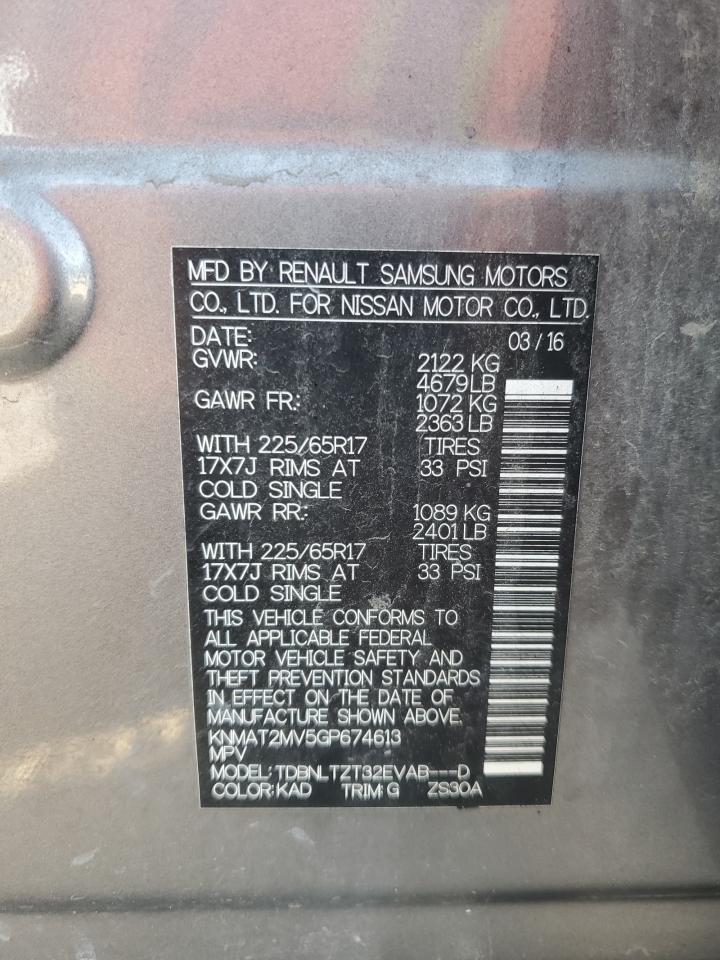 MFD BY RENAULT SAMSUNG MOTORS
CO., LTD. FOR NISSAN MOTOR CO., LTD.
DATE: 03 / 16
GVWR: 2122 KG
4679 LB
GAWR FR: 1072 KG
2363 LB
WITH 225/65R17 TIRES
17X7J RIMS AT 33 PSI
COLD SINGLE
GAWR RR: 1089 KG
2401 LB
WITH 225/65R17 TIRES
17X7J RIMS AT 33 PSI
COLD SINGLE
THIS VEHICLE CONFORMS TO
ALL APPLICABLE FEDERAL
MOTOR VEHICLE SAFETY AND
THEFT PREVENTION STANDARDS
IN EFFECT ON THE DATE OF
MANUFACTURE SHOWN ABOVE.
KNMAT2MV5GP674613
MPV
MODEL: TDBNLTZT32EVAB---D
COLOR: KAD TRIM: G ZS30A